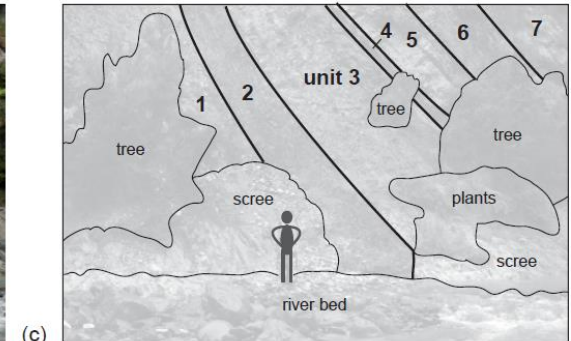 4
5
6
7
unit 3
2
1
tree
tree
tree
plants
scree
scree
river bed
(c)